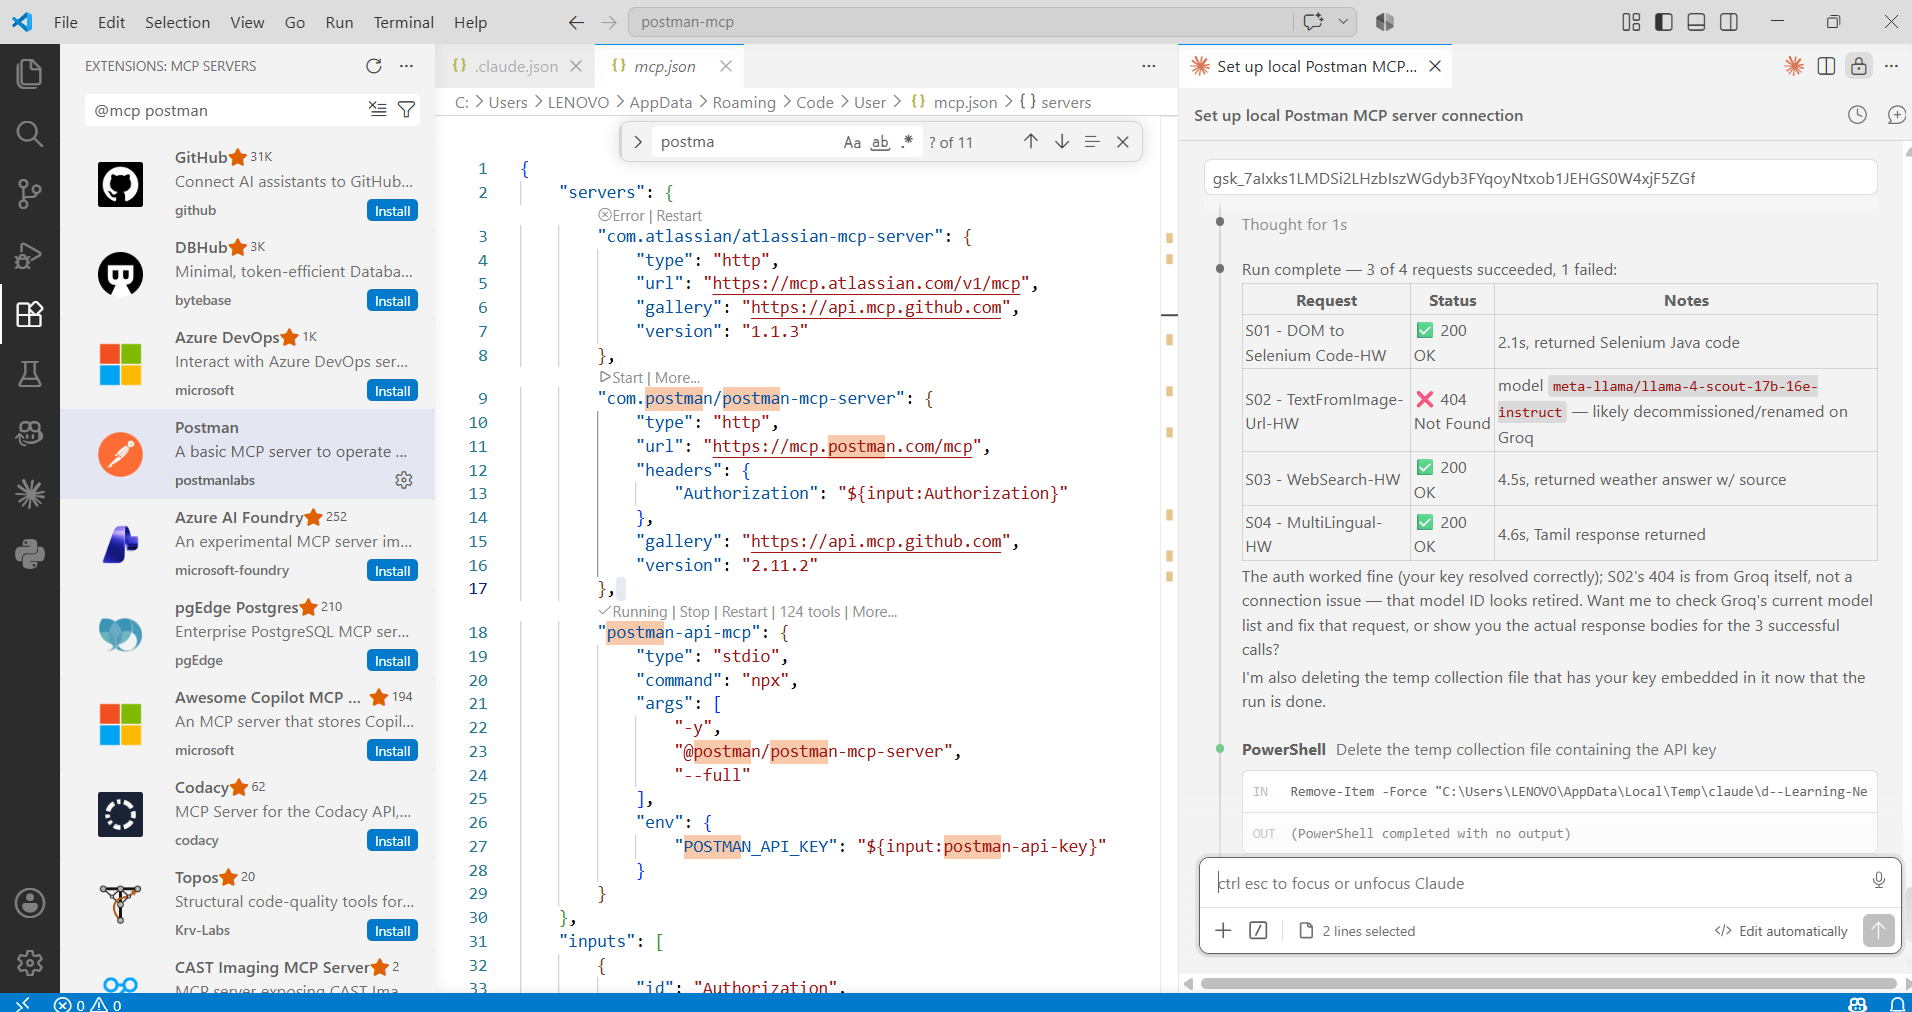 File Edit Selection View Go Run Terminal Help
postman-mcp
EXTENSIONS: MCP SERVERS
@mcp postman
GitHub 31K
Connect AI assistants to GitHub...
github Install
DBHub 3K
Minimal, token-efficient Databa...
bytebase Install
Azure DevOps 1K
Interact with Azure DevOps ser...
microsoft Install
Postman
A basic MCP server to operate ...
postmanlabs
Azure AI Foundry 252
An experimental MCP server im...
microsoft-foundry Install
pgEdge Postgres 210
Enterprise PostgreSQL MCP ser...
pgEdge Install
Awesome Copilot MCP ... 194
An MCP server that stores Copil...
microsoft Install
Codacy 62
MCP Server for the Codacy API,...
codacy Install
Topos 20
Structural code-quality tools for...
Krv-Labs Install
CAST Imaging MCP Server 2
MCP server exposing CAST Ima...
{} .claude.json {} mcp.json
C: > Users > LENOVO > AppData > Roaming > Code > User > {} mcp.json > {} servers
postma Aa ab .* ? of 11
1 {
2 "servers": {
Error | Restart
3 "com.atlassian/atlassian-mcp-server": {
4 "type": "http",
5 "url": "https://mcp.atlassian.com/v1/mcp",
6 "gallery": "https://api.mcp.github.com",
7 "version": "1.1.3"
8 },
Start | More...
9 "com.postman/postman-mcp-server": {
10 "type": "http",
11 "url": "https://mcp.postman.com/mcp",
12 "headers": {
13 "Authorization": "${input:Authorization}"
14 },
15 "gallery": "https://api.mcp.github.com",
16 "version": "2.11.2"
17 },
Running | Stop | Restart | 124 tools | More...
18 "postman-api-mcp": {
19 "type": "stdio",
20 "command": "npx",
21 "args": [
22 "-y",
23 "@postman/postman-mcp-server",
24 "--full"
25 ],
26 "env": {
27 "POSTMAN_API_KEY": "${input:postman-api-key}"
28 }
29 }
30 },
31 "inputs": [
32 {
33 "id": "Authorization",
Set up local Postman MCP...
Set up local Postman MCP server connection
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
Thought for 1s
Run complete — 3 of 4 requests succeeded, 1 failed:
Request Status Notes
S01 - DOM to Selenium Code-HW ✅ 200 OK 2.1s, returned Selenium Java code
S02 - TextFromImage-Url-HW ❌ 404 Not Found model meta-llama/llama-4-scout-17b-16e-instruct — likely decommissioned/renamed on Groq
S03 - WebSearch-HW ✅ 200 OK 4.5s, returned weather answer w/ source
S04 - MultiLingual-HW ✅ 200 OK 4.6s, Tamil response returned
The auth worked fine (your key resolved correctly); S02's 404 is from Groq itself, not a
connection issue — that model ID looks retired. Want me to check Groq's current model
list and fix that request, or show you the actual response bodies for the 3 successful
calls?
I'm also deleting the temp collection file that has your key embedded in it now that the
run is done.
PowerShell Delete the temp collection file containing the API key
IN Remove-Item -Force "C:\Users\LENOVO\AppData\Local\Temp\claude\d--Learning-Ne
OUT (PowerShell completed with no output)
ctrl esc to focus or unfocus Claude
2 lines selected
Edit automatically
0 0